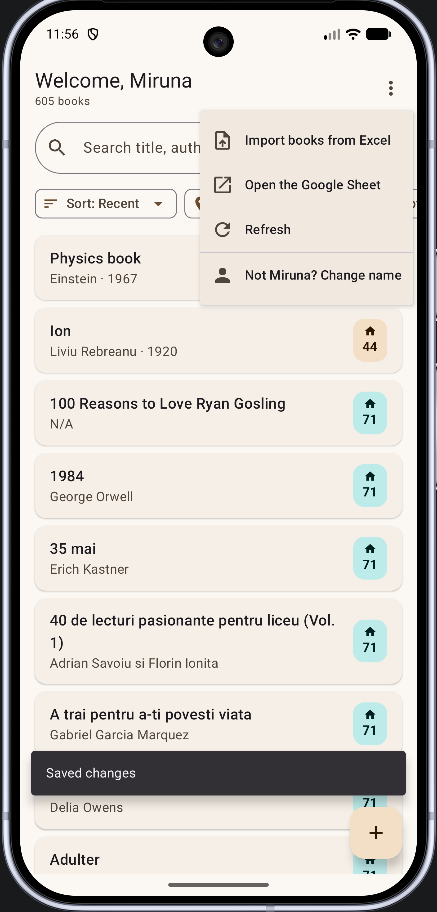 11:56
Welcome, Miruna
605 books
Search title, auth
Import books from Excel
Open the Google Sheet
Refresh
Not Miruna? Change name
Sort: Recent
Physics book
Einstein · 1967
Ion
Liviu Rebreanu · 1920
44
100 Reasons to Love Ryan Gosling
N/A
71
1984
George Orwell
71
35 mai
Erich Kastner
71
40 de lecturi pasionante pentru liceu (Vol.
1)
Adrian Savoiu si Florin Ionita
71
A trai pentru a-ti povesti viata
Gabriel Garcia Marquez
71
Saved changes
Delia Owens
71
+
Adulter